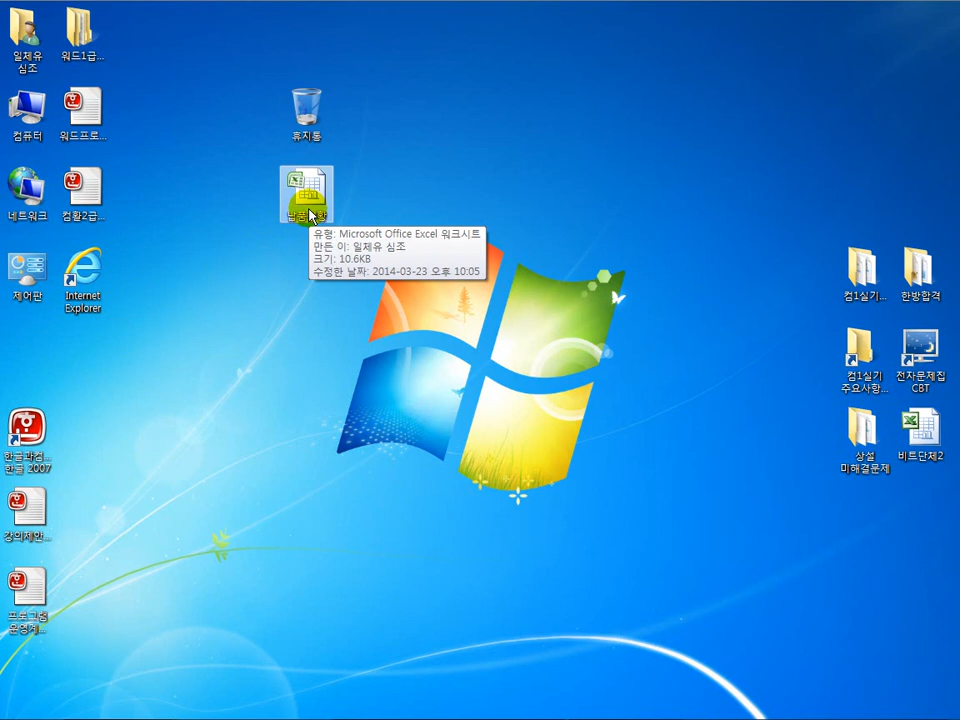 일제유
심조
워드1급...
컴퓨터
워드프로...
휴지통
네트워크
컴활2급...
유형: Microsoft Office Excel 워크시트
만든 이: 일제유 심조
크기: 10.6KB
수정한 날짜: 2014-03-23 오후 10:05
제어판
Internet
Explorer
컴1실기...
한방합격
컴1실기
주요사항...
전자문제집
CBT
한글과컴...
한글 2007
상설
미해결문제
비트단체2
강의제안...
프로그램
운영계...